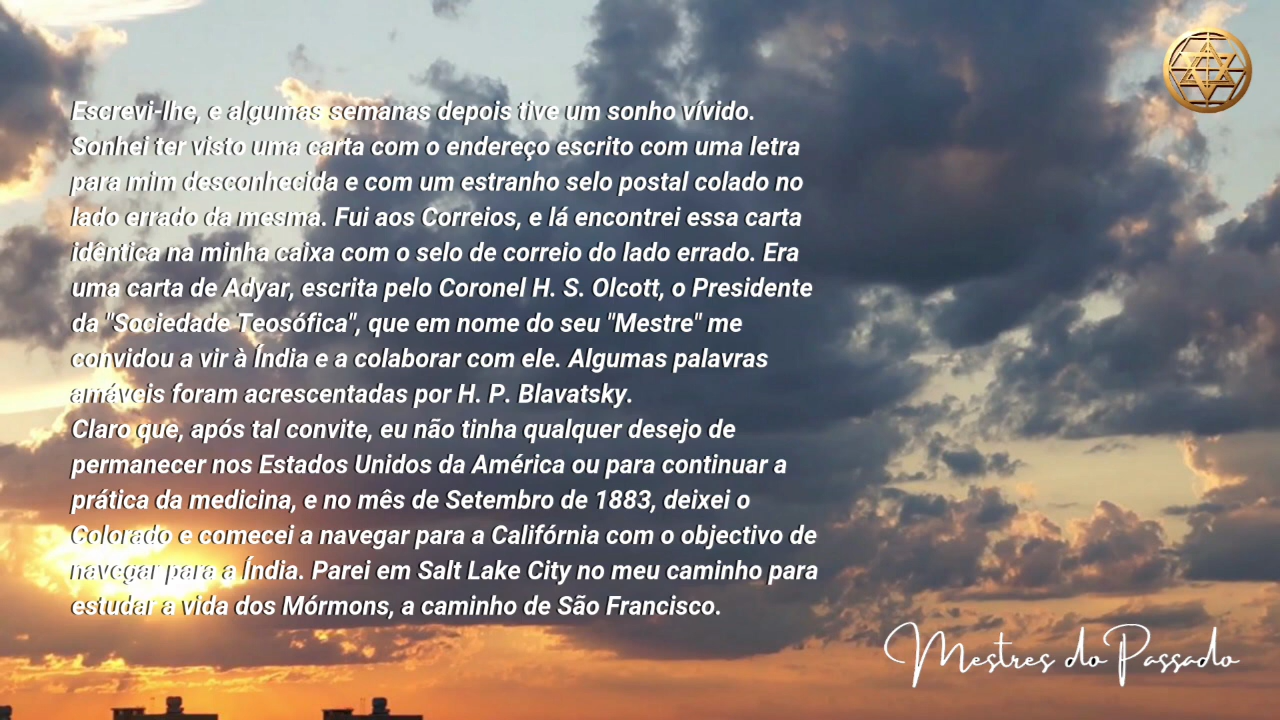 Escrevi-lhe, e algumas semanas depois tive um sonho vívido.
Sonhei ter visto uma carta com o endereço escrito com uma letra
para mim desconhecida e com um estranho selo postal colado no
lado errado da mesma. Fui aos Correios, e lá encontrei essa carta
idêntica na minha caixa com o selo de correio do lado errado. Era
uma carta de Adyar, escrita pelo Coronel H. S. Olcott, o Presidente
da "Sociedade Teosófica", que em nome do seu "Mestre" me
convidou a vir à Índia e a colaborar com ele. Algumas palavras
amáveis foram acrescentadas por H. P. Blavatsky.
Claro que, após tal convite, eu não tinha qualquer desejo de
permanecer nos Estados Unidos da América ou para continuar a
prática da medicina, e no mês de Setembro de 1883, deixei o
Colorado e comecei a navegar para a Califórnia com o objectivo de
navegar para a Índia. Parei em Salt Lake City no meu caminho para
estudar a vida dos Mórmons, a caminho de São Francisco.
Mestres do Passado